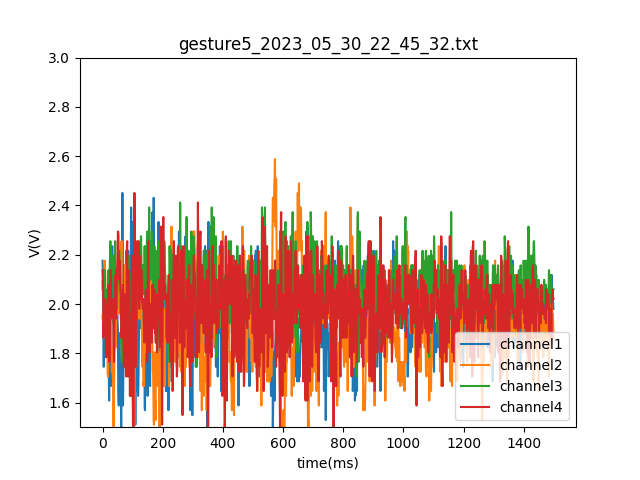 gesture5_2023_05_30_22_45_32.txt
3.0
2.8
2.6
2.4
2.2
2.0
1.8
1.6
V(V)
channel1
channel2
channel3
channel4
0 200 400 600 800 1000 1200 1400
time(ms)